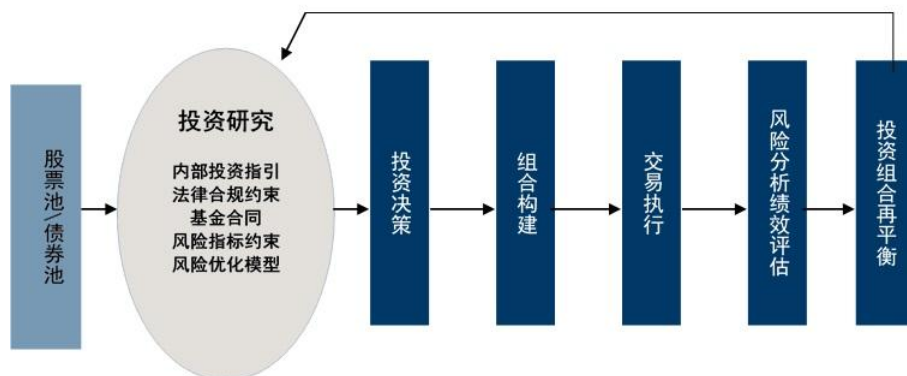 股票池\债券池
投资研究
内部投资指引
法律合规约束
基金合同
风险指标约束
风险优化模型
投资决策
组合构建
交易执行
风险分析绩效评估
投资组合再平衡